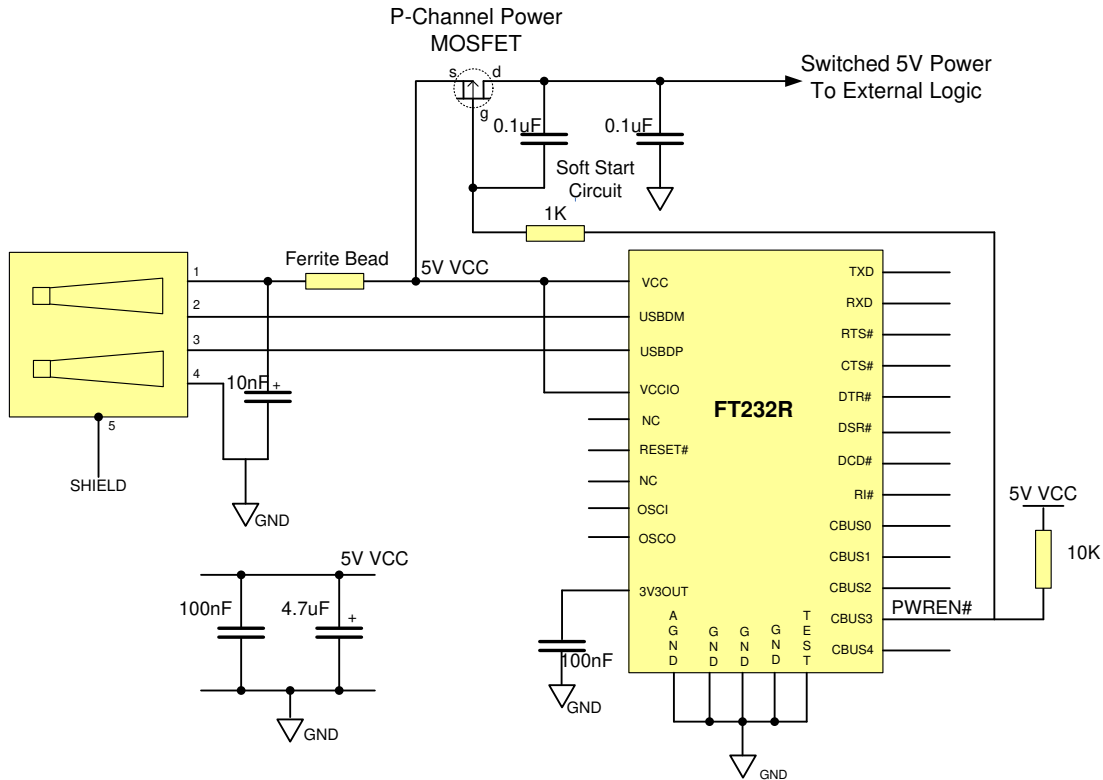 P-Channel Power
MOSFET
s
d
g
Switched 5V Power
To External Logic
0.1uF
0.1uF
Soft Start
Circuit
1K
Ferrite Bead
5V VCC
1
2
3
4
5
10nF +
SHIELD
GND
VCC
USBDM
USBDP
VCCIO
NC
RESET#
NC
OSCI
OSCO
3V3OUT
FT232R
TXD
RXD
RTS#
CTS#
DTR#
DSR#
DCD#
RI#
CBUS0
CBUS1
CBUS2
CBUS3
CBUS4
PWREN#
5V VCC
10K
AGND
GND
GND
GND
TEST
100nF
GND
GND
5V VCC
100nF
4.7uF
+
GND